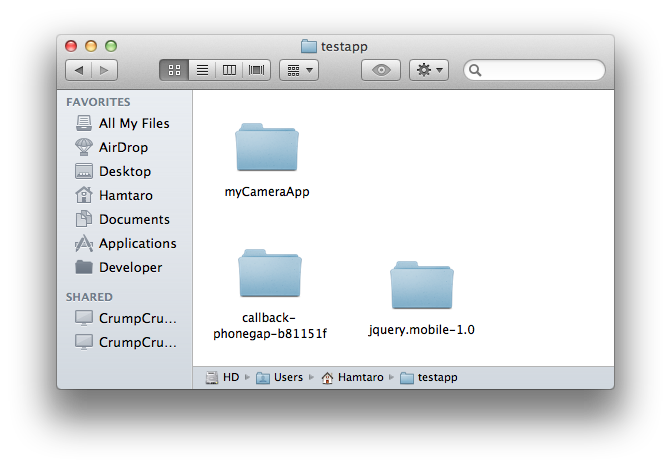 testapp
FAVORITES
All My Files
AirDrop
Desktop
Hamtaro
Documents
Applications
Developer
SHARED
CrumpCru...
CrumpCru...
myCameraApp
callback-
phonegap-b81151f
jquery.mobile-1.0
HD Users Hamtaro testapp